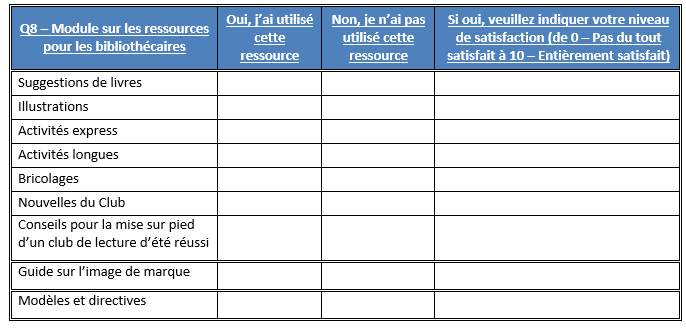 Q8 – Module sur les ressources
pour les bibliothécaires
Oui, j'ai utilisé
cette
ressource
Non, je n'ai pas
utilisé cette
ressource
Si oui, veuillez indiquer votre niveau
de satisfaction (de 0 – Pas du tout
satisfait à 10 – Entièrement satisfait)
Suggestions de livres
Illustrations
Activités express
Activités longues
Bricolages
Nouvelles du Club
Conseils pour la mise sur pied
d'un club de lecture d'été réussi
Guide sur l'image de marque
Modèles et directives